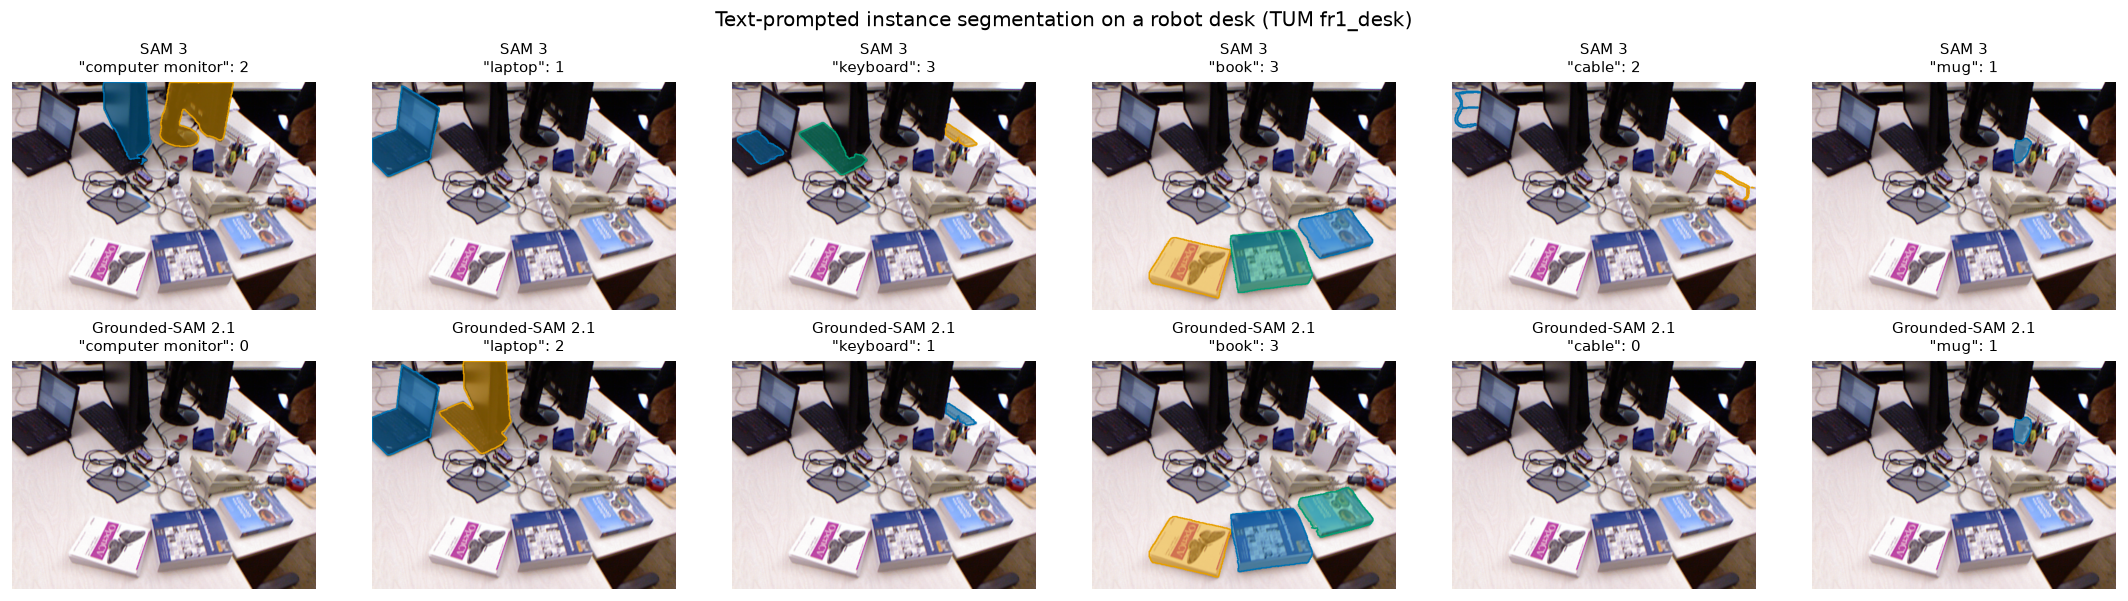 Text-prompted instance segmentation on a robot desk (TUM fr1_desk)
SAM 3
"computer monitor": 2
SAM 3
"laptop": 1
SAM 3
"keyboard": 3
SAM 3
"book": 3
SAM 3
"cable": 2
SAM 3
"mug": 1
Grounded-SAM 2.1
"computer monitor": 0
Grounded-SAM 2.1
"laptop": 2
Grounded-SAM 2.1
"keyboard": 1
Grounded-SAM 2.1
"book": 3
Grounded-SAM 2.1
"cable": 0
Grounded-SAM 2.1
"mug": 1